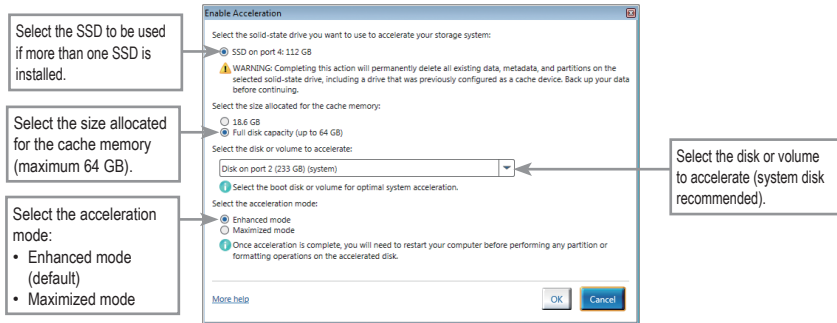 Select the SSD to be used
if more than one SSD is
installed.
Select the size allocated
for the cache memory
(maximum 64 GB).
Select the acceleration
mode:
• Enhanced mode
(default)
• Maximized mode
Enable Acceleration
Select the solid-state drive you want to use to accelerate your storage system:
SSD on port 4: 112 GB
WARNING: Completing this action will permanently delete all existing data, metadata, and partitions on the
selected solid-state drive, including a drive that was previously configured as a cache device. Back up your data
before continuing.
Select the size allocated for the cache memory:
18.6 GB
Full disk capacity (up to 64 GB)
Select the disk or volume to accelerate:
Disk on port 2 (233 GB) (system)
Select the boot disk or volume for optimal system acceleration.
Select the acceleration mode:
Enhanced mode
Maximized mode
Once acceleration is complete, you will need to restart your computer before performing any partition or
formatting operations on the accelerated disk.
More help
OK
Cancel
Select the disk or volume
to accelerate (system disk
recommended).